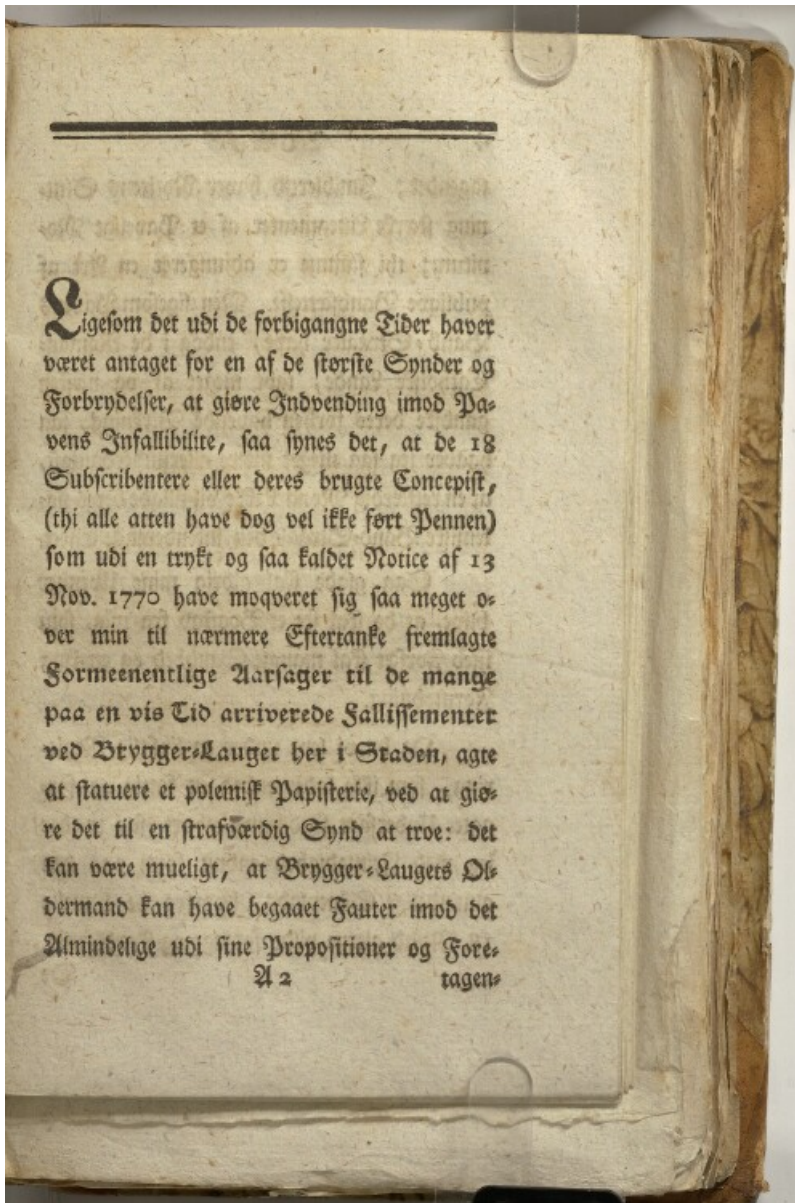 Ligesom det udi de forbigangne Tider haver
været antaget for en af de største Synder og
Forbrydelser, at giøre Indvending imod Pa-
vens Infallibilite, saa synes det, at de 18
Subscribentere eller deres brugte Concepist,
(thi alle atten have dog vel ikke ført Pennen)
som udi en trykt og saa kaldet Notice af 13
Nov. 1770 have moqveret sig saa meget o-
ver min til nærmere Eftertanke fremlagte
Formeenentlige Aarsager til de mange
paa en vis Tid arriverede Fallissementer
ved Brygger-Lauget her i Staden, agte
at statuere et polemisk Papisterie, ved at giø-
re det til en strafværdig Synd at troe: det
kan være mueligt, at Brygger-Laugets Ol-
dermand kan have begaaet Fauter imod det
Almindelige udi sine Propositioner og Fore-
A 2 tagen-